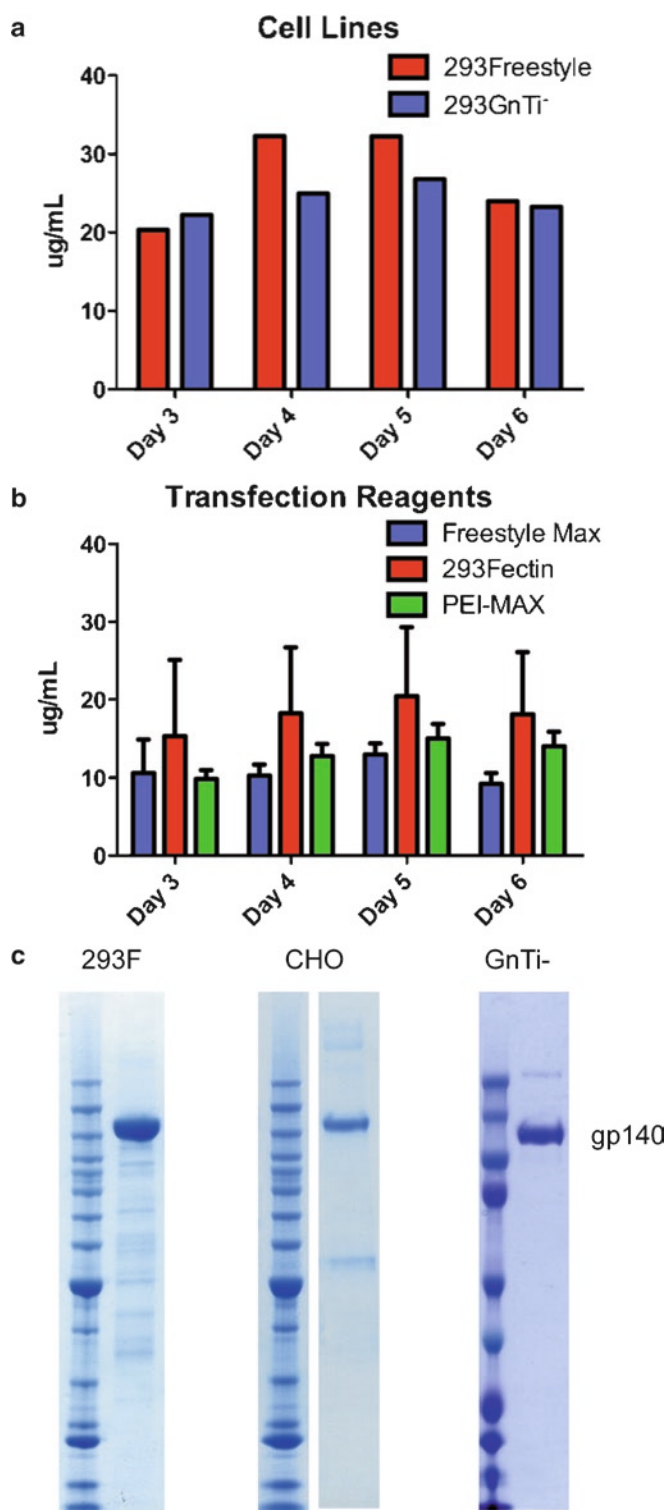 a
Cell Lines
293Freestyle
293GnTi⁻
ug/mL
40
30
20
10
0
Day 3
Day 4
Day 5
Day 6
b
Transfection Reagents
Freestyle Max
293Fectin
PEI-MAX
ug/mL
40
30
20
10
0
Day 3
Day 4
Day 5
Day 6
c
293F
CHO
GnTi-
gp140